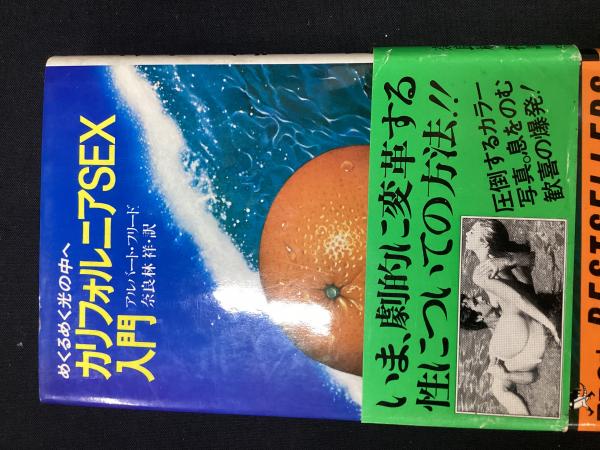 めくるめく光の中へ
カリフォルニアSEX
入門
アルバート・フリード
奈良林 祥・訳
いま、劇的に変革する
性についての方法!!
圧倒するカラー
写真。息をのむ
歓喜の爆発!
BESTSELLERS